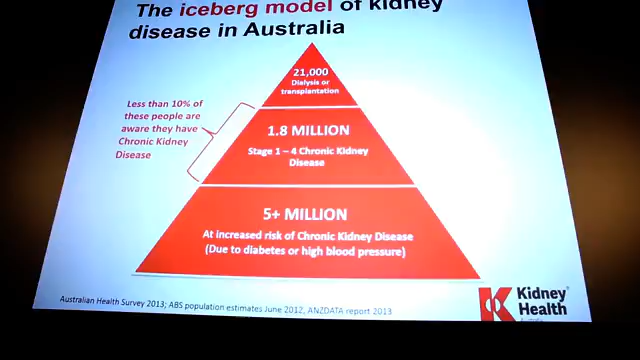 The iceberg model of kidney
disease in Australia
21,000
Dialysis or
transplantation
Less than 10% of
these people are
aware they have
Chronic Kidney
Disease
1.8 MILLION
Stage 1 – 4 Chronic Kidney
Disease
5+ MILLION
At increased risk of Chronic Kidney Disease
(Due to diabetes or high blood pressure)
Australian Health Survey 2013; ABS population estimates June 2012, ANZDATA report 2013
Kidney
Health